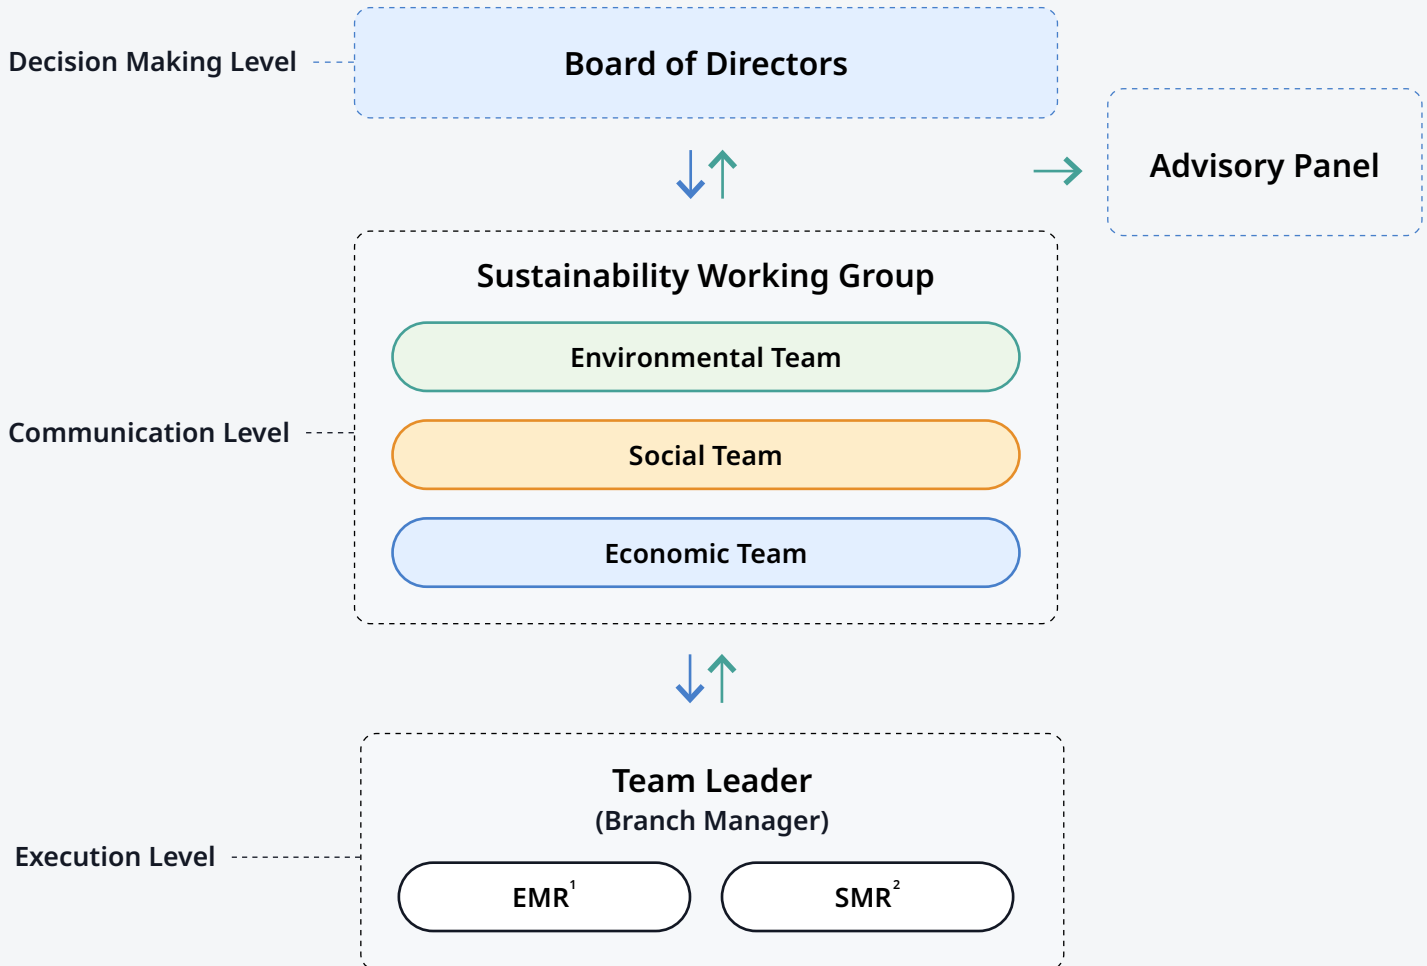 Decision Making Level
Board of Directors
Advisory Panel
Sustainability Working Group
Environmental Team
Communication Level
Social Team
Economic Team
Team Leader
(Branch Manager)
Execution Level
EMR¹
SMR²